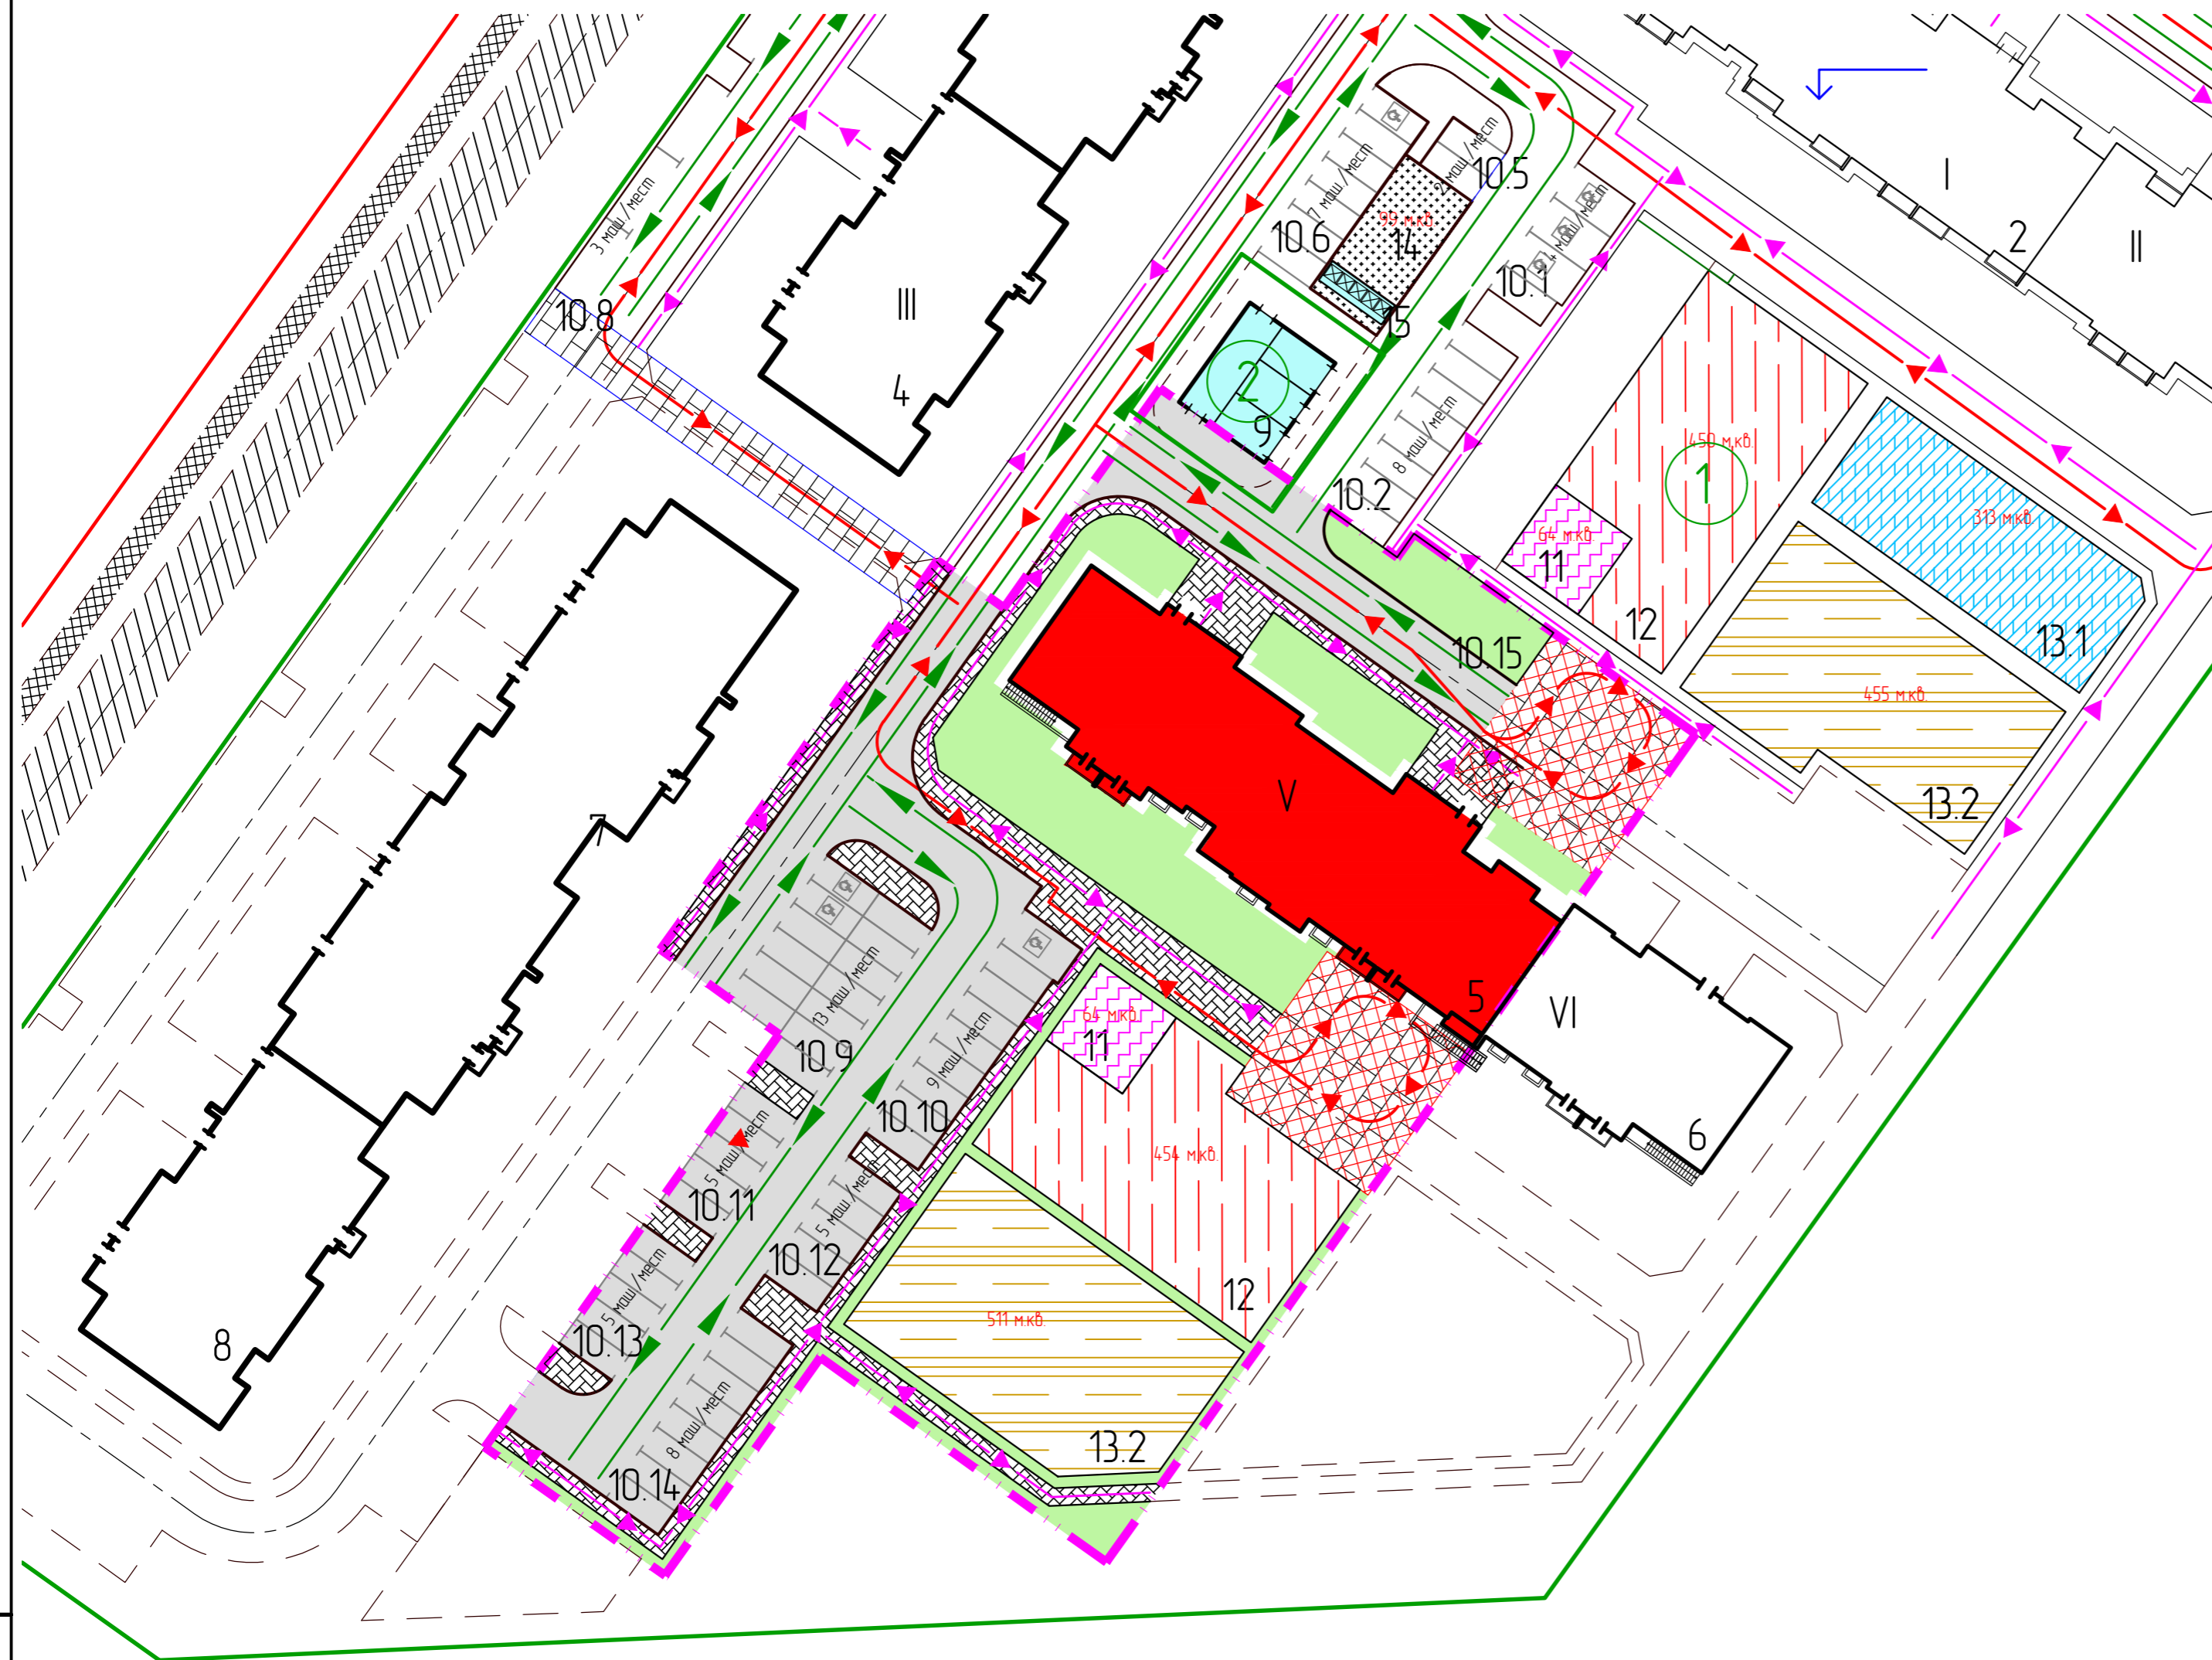 I
2
II
10.5
2 маш/мест
7 маш/мест
99 м.кв.
14
10.6
3 маш/мест
4 маш/мест
10.1
15
III
10.8
4
2
9
8 маш/мест
10.2
450 м.кв.
1
313 м.кв.
64 м.кв.
11
12
13.1
10.15
455 м.кв.
13.2
V
7
5
VI
6
13 маш/мест
10.9
64 м.кв.
11
9 маш/мест
10.10
454 м.кв.
5 маш/мест
10.11
5 маш/мест
10.12
12
511 м.кв.
5 маш/мест
10.13
8
8 маш/мест
10.14
13.2